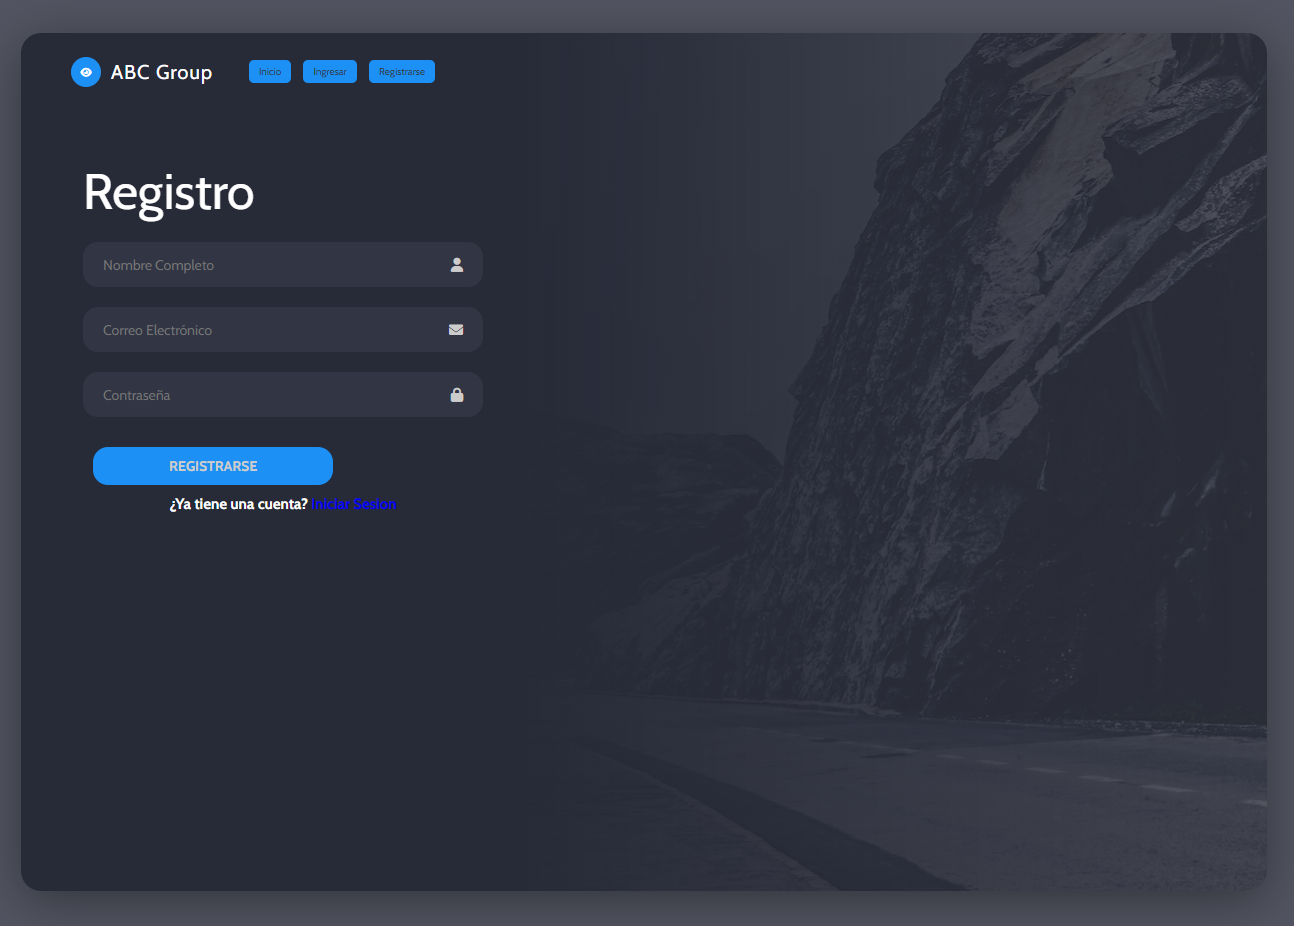 ABC Group
Inicio
Ingresar
Registrarse
Registro
Nombre Completo
Correo Electrónico
Contraseña
REGISTRARSE
¿Ya tiene una cuenta? Iniciar Sesion